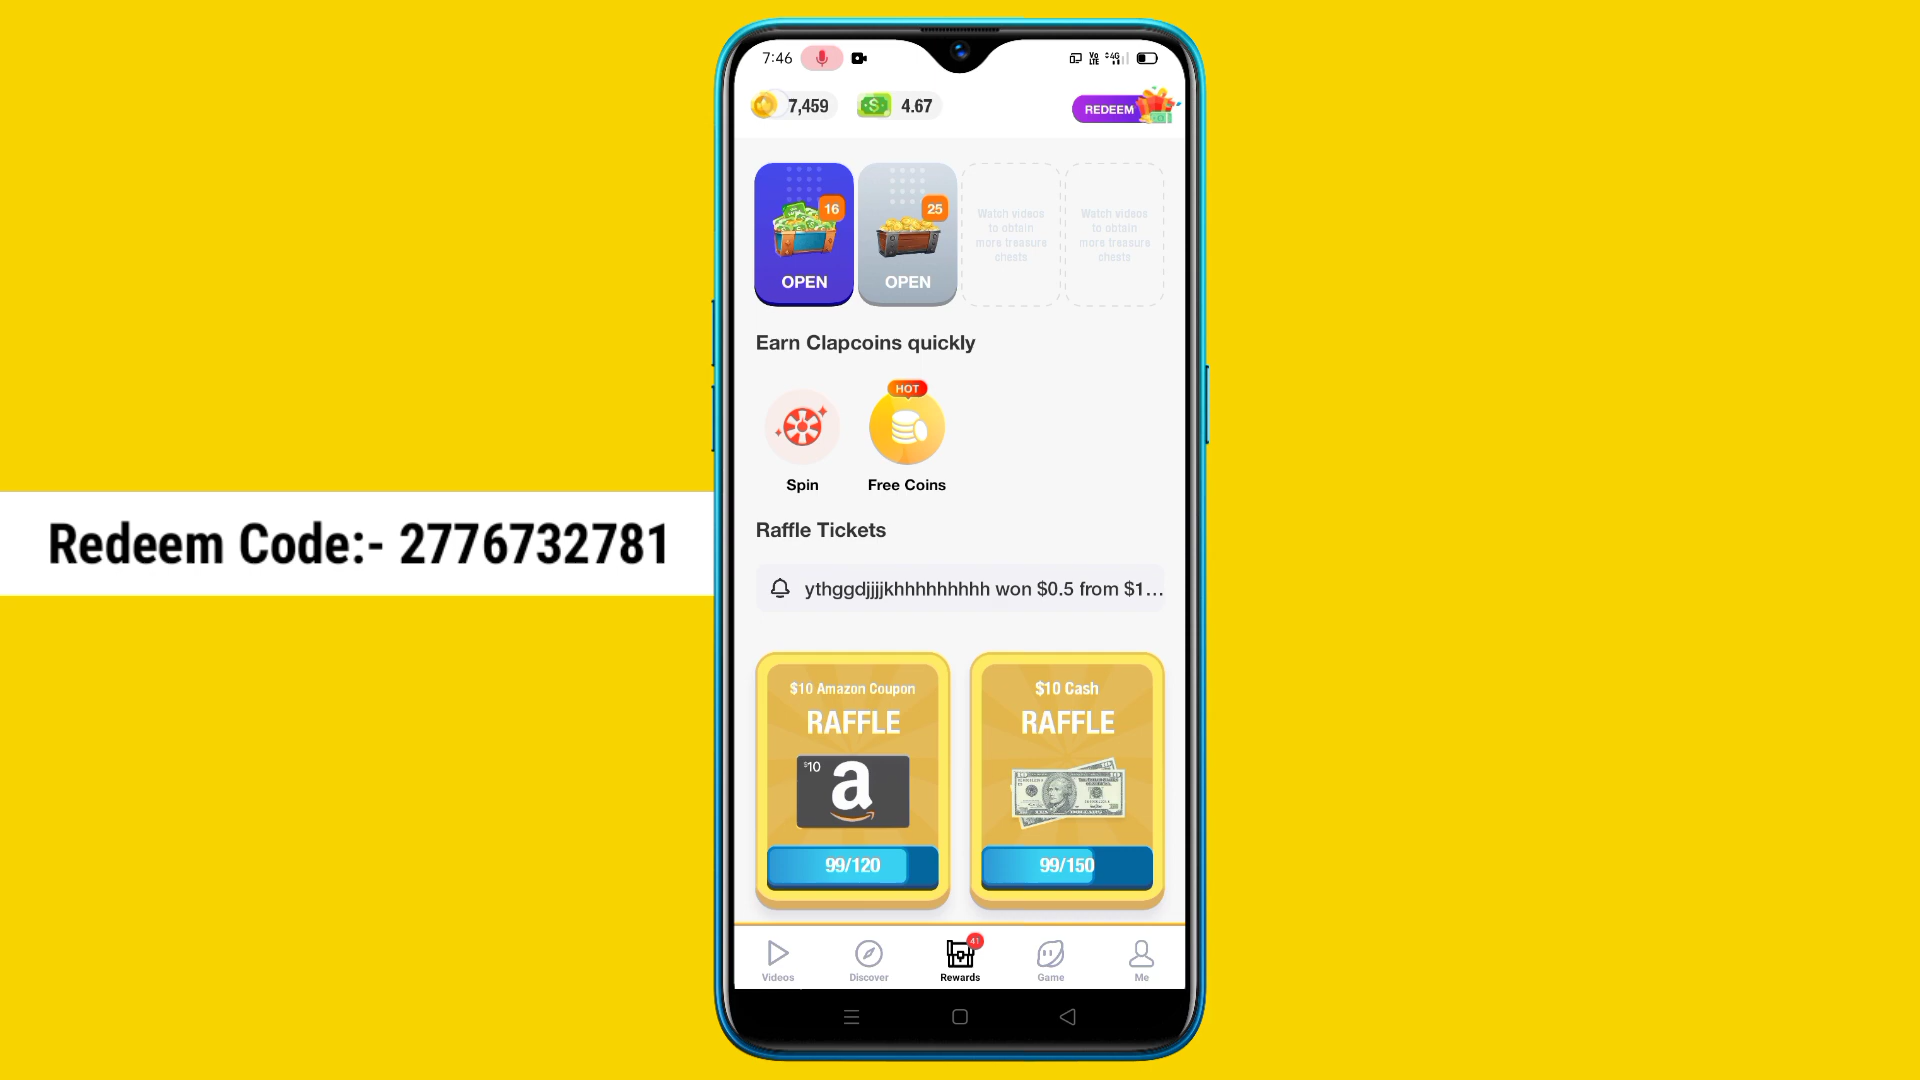 7:46
Vo LTE 4G
7,459
$
4.67
REDEEM
16
25
OPEN
OPEN
Watch videos
to obtain
more treasure
chests
Watch videos
to obtain
more treasure
chests
Earn Clapcoins quickly
HOT
Spin
Free Coins
Redeem Code:- 2776732781
Raffle Tickets
ythggdjjjjkhhhhhhhhh won $0.5 from $1...
$10 Amazon Coupon
RAFFLE
$10
a
99/120
$10 Cash
RAFFLE
99/150
41
Videos
Discover
Rewards
Game
Me